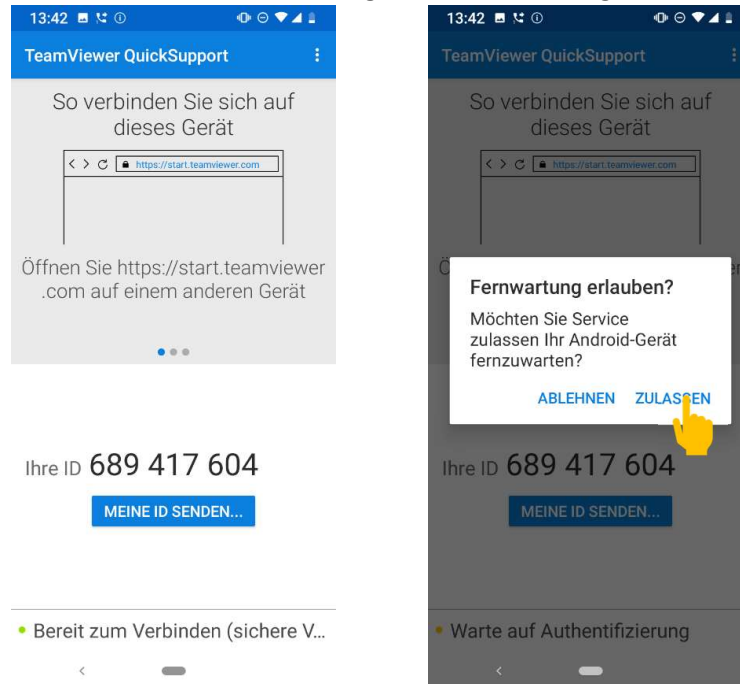 13:42
TeamViewer QuickSupport
So verbinden Sie sich auf
dieses Gerät
https://start.teamviewer.com
Öffnen Sie https://start.teamviewer
.com auf einem anderen Gerät
Ihre ID 689 417 604
MEINE ID SENDEN...
Bereit zum Verbinden (sichere V...
13:42
TeamViewer QuickSupport
So verbinden Sie sich auf
dieses Gerät
https://start.teamviewer.com
Fernwartung erlauben?
Möchten Sie Service
zulassen Ihr Android-Gerät
fernzuwarten?
ABLEHNEN ZULASSEN
Ihre ID 689 417 604
MEINE ID SENDEN...
Warte auf Authentifizierung